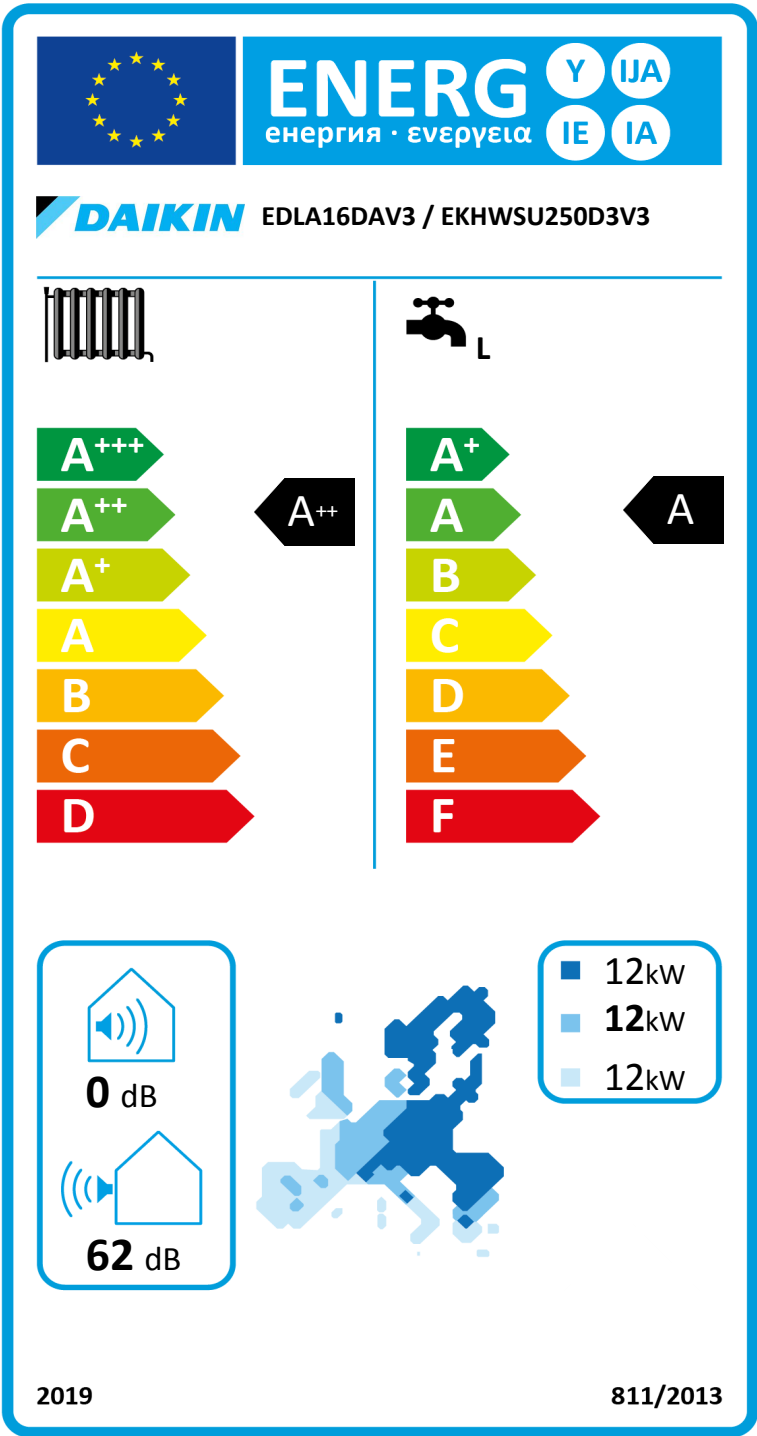 ENERG
енергия · ενεργεια
Y IJA
IE IA
DAIKIN EDLA16DAV3 / EKHWSU250D3V3
L
A+++
A++
A+
A
B
C
D
A++
A+
A
B
C
D
E
F
A
0 dB
62 dB
12kW
12kW
12kW
2019
811/2013